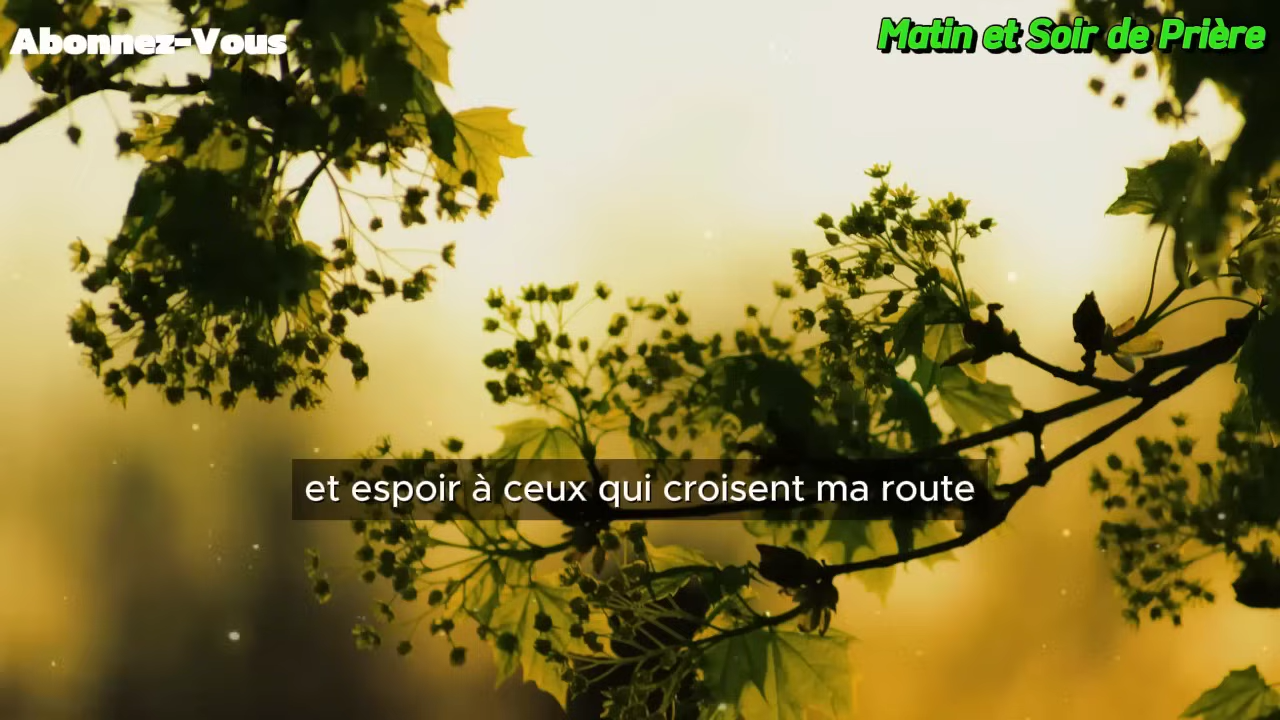 Abonnez-Vous
Matin et Soir de Prière
et espoir à ceux qui croisent ma route